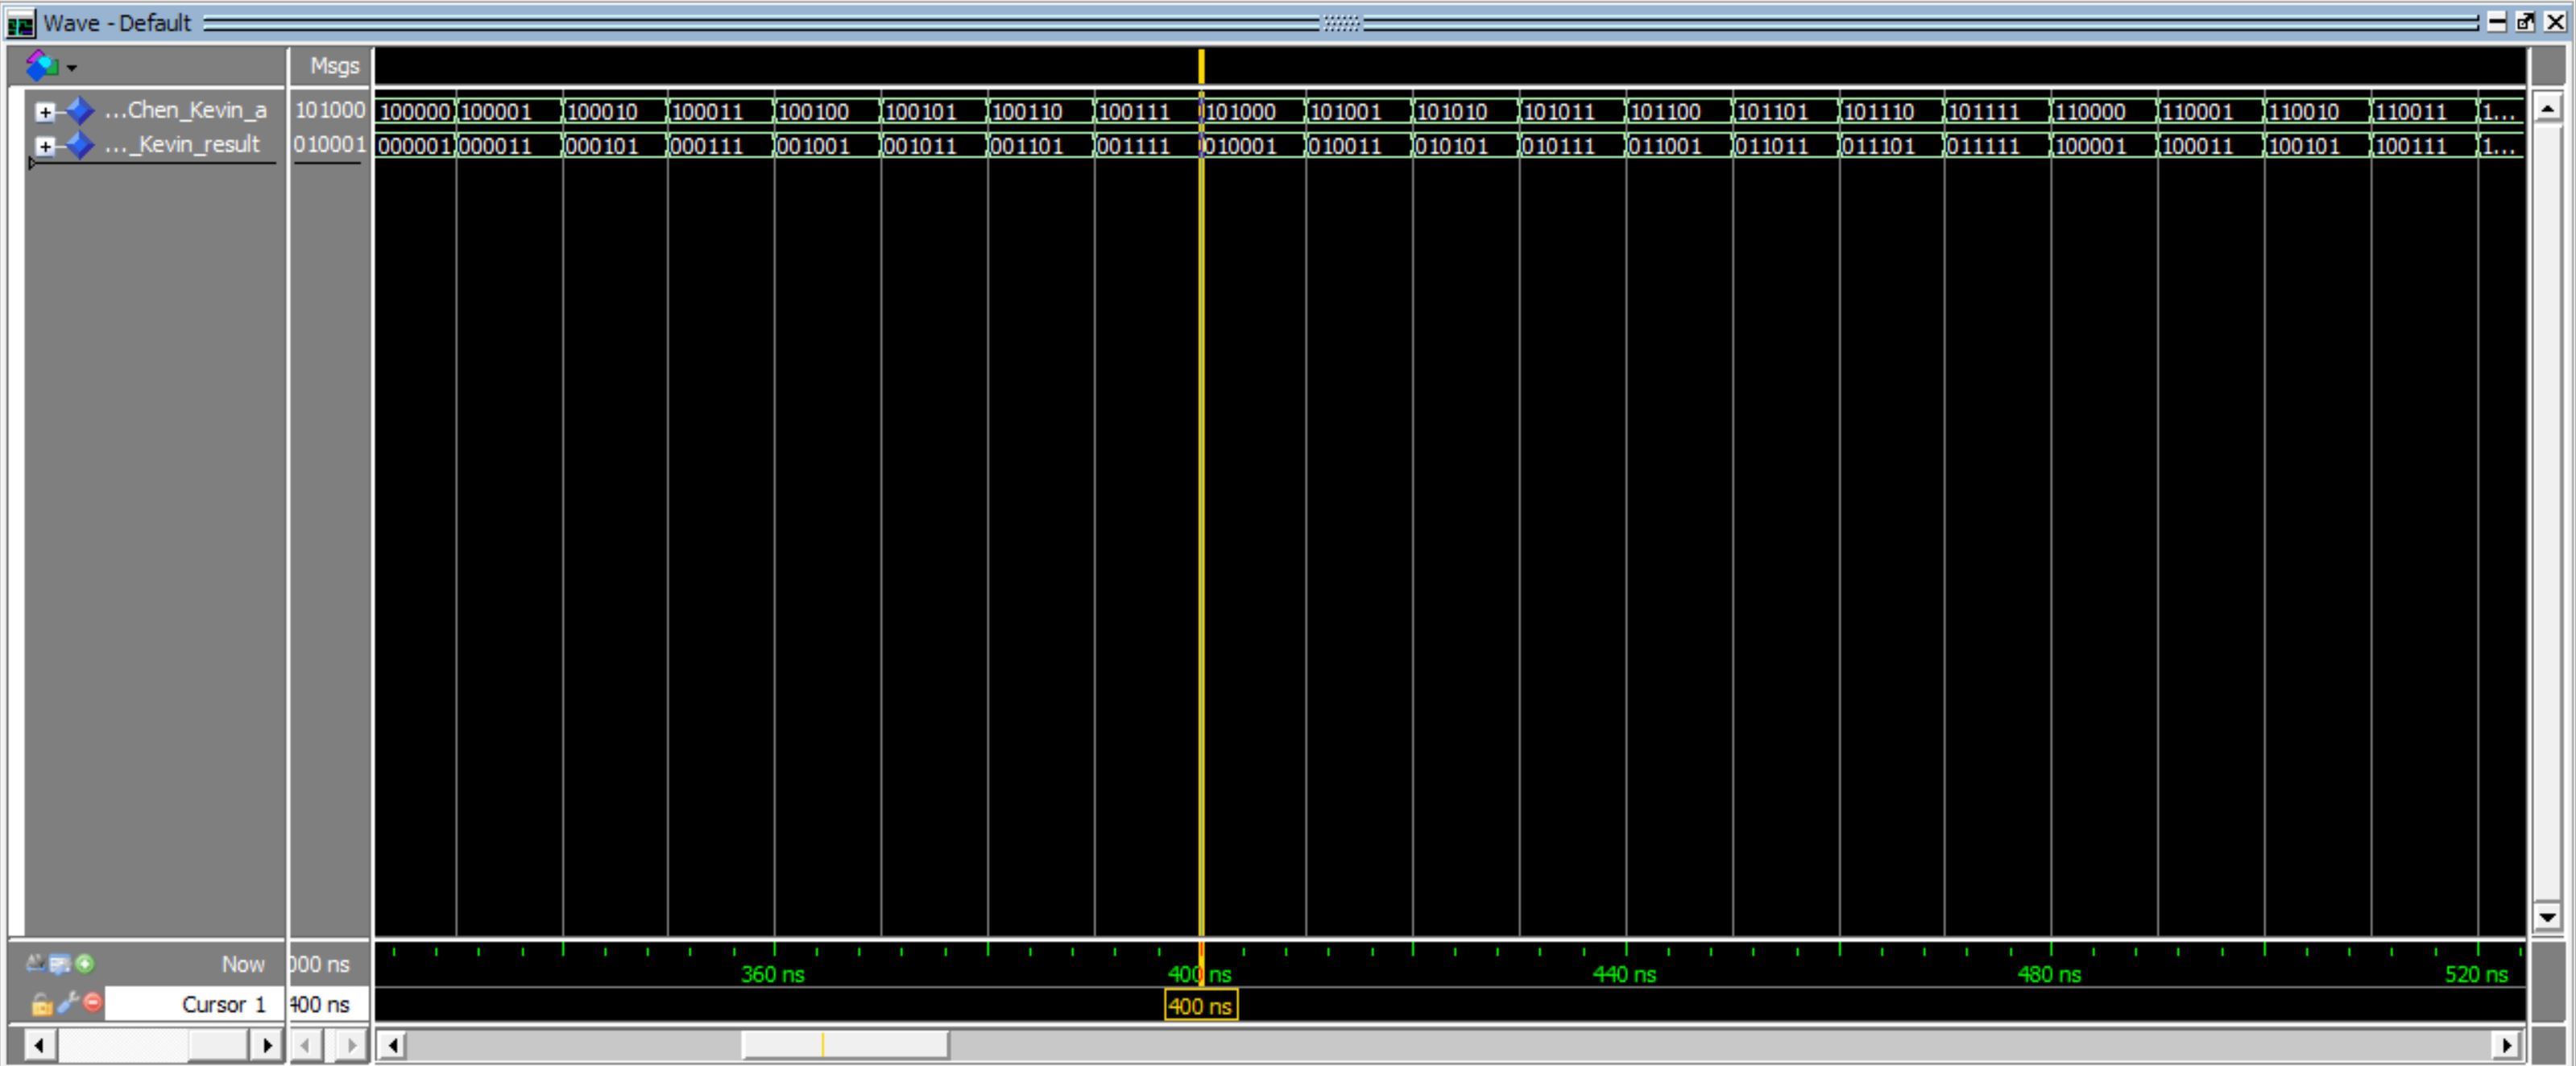 Wave - Default
Msgs
...Chen_Kevin_a 101000 100000 100001 100010 100011 100100 100101 100110 100111 101000 101001 101010 101011 101100 101101 101110 101111 110000 110001 110010 110011 1...
..._Kevin_result 010001 000001 000011 000101 000111 001001 001011 001101 001111 010001 010011 010101 010111 011001 011011 011101 011111 100001 100011 100101 100111 1...
Now 000 ns 360 ns 400 ns 440 ns 480 ns 520 ns
Cursor 1 400 ns 400 ns